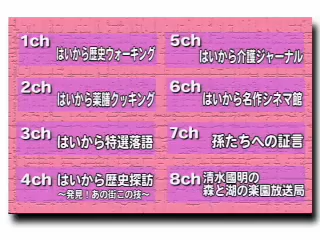 1ch
はいから歴史ウォーキング
2ch
はいから薬膳クッキング
3ch
はいから特選落語
4ch はいから歴史探訪
～発見！あの街この技～
5ch
はいから介護ジャーナル
6ch
はいから名作シネマ館
7ch
孫たちへの証言
8ch 清水國明の
森と湖の楽園放送局